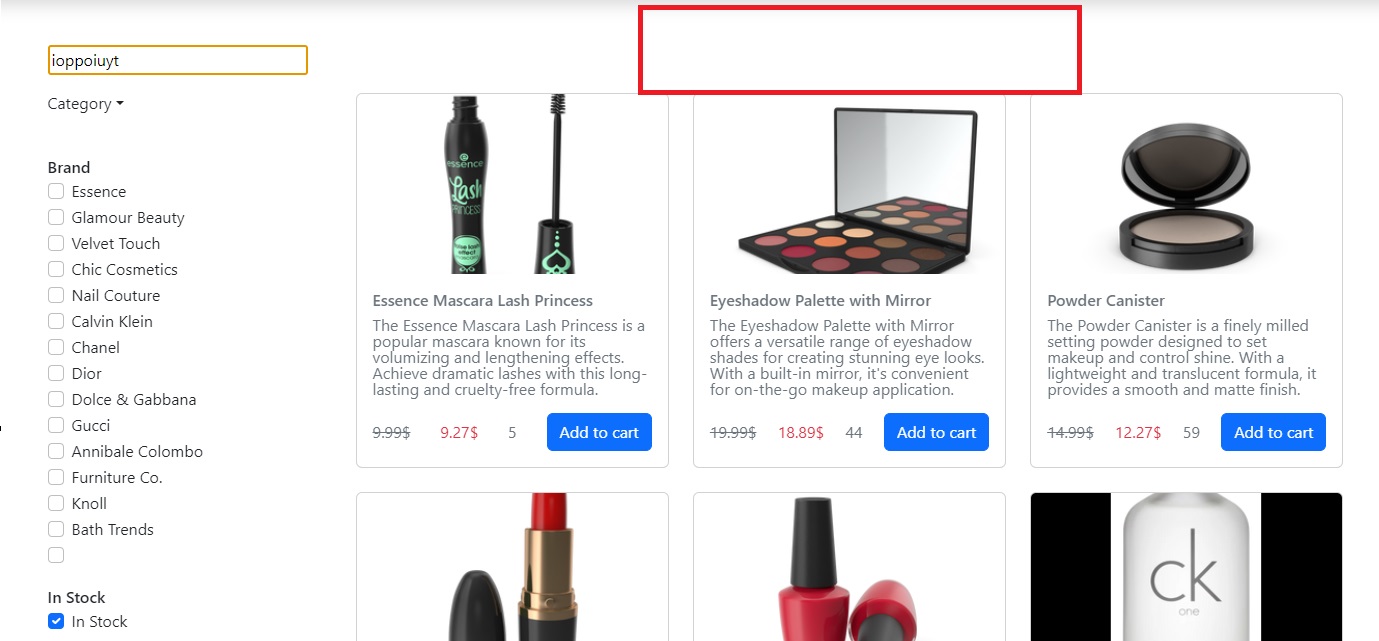 ioppoiuyt
Category
Brand
Essence
Glamour Beauty
Velvet Touch
Chic Cosmetics
Nail Couture
Calvin Klein
Chanel
Dior
Dolce & Gabbana
Gucci
Annibale Colombo
Furniture Co.
Knoll
Bath Trends
In Stock
In Stock
essence
Lash
PRINCESS
false lash
effect
Essence Mascara Lash Princess
The Essence Mascara Lash Princess is a
popular mascara known for its
volumizing and lengthening effects.
Achieve dramatic lashes with this long-
lasting and cruelty-free formula.
9.99$ 9.27$ 5 Add to cart
Eyeshadow Palette with Mirror
The Eyeshadow Palette with Mirror
offers a versatile range of eyeshadow
shades for creating stunning eye looks.
With a built-in mirror, it's convenient
for on-the-go makeup application.
19.99$ 18.89$ 44 Add to cart
Powder Canister
The Powder Canister is a finely milled
setting powder designed to set
makeup and control shine. With a
lightweight and translucent formula, it
provides a smooth and matte finish.
14.99$ 12.27$ 59 Add to cart
ck
one